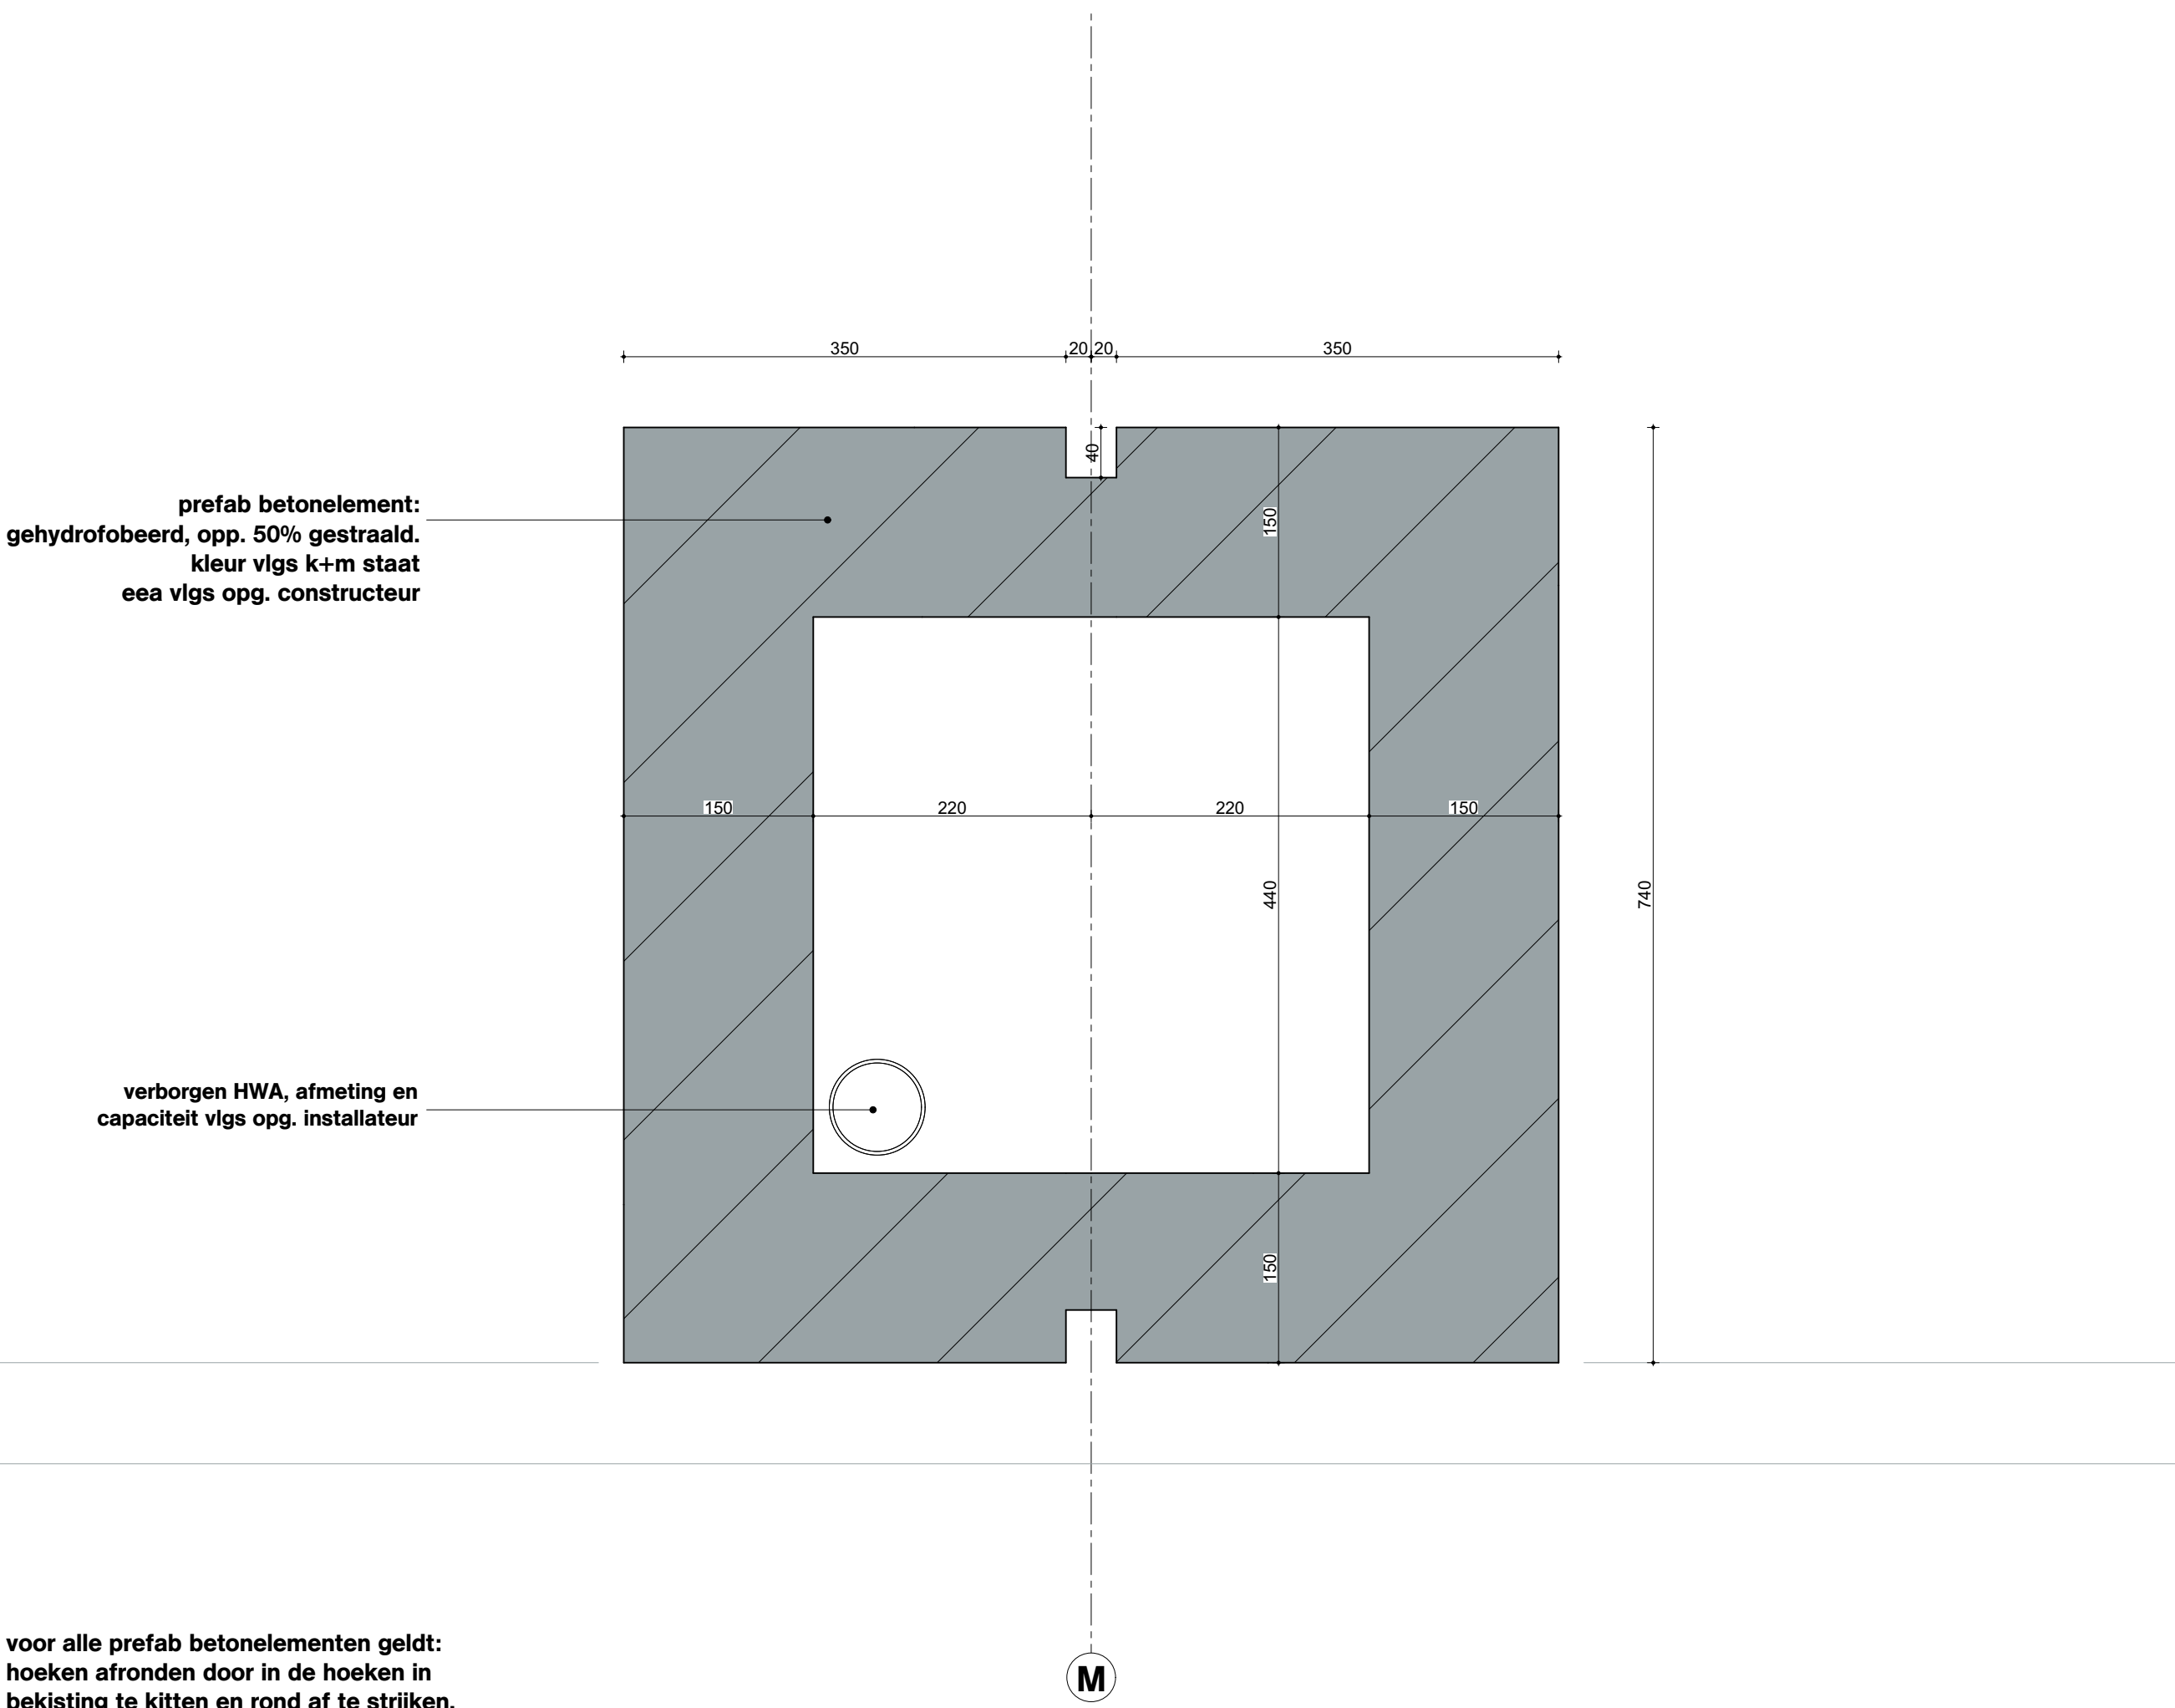 350
20
20
350
40
prefab betonelement:
gehydrofobeerd, opp. 50% gestraald.
kleur vlgs k+m staat
eea vlgs opg. constructeur
150
150
220
220
150
440
740
verborgen HWA, afmeting en
capaciteit vlgs opg. installateur
150
voor alle prefab betonelementen geldt:
hoeken afronden door in de hoeken in
bekisting te kitten en rond af te strijken.
M